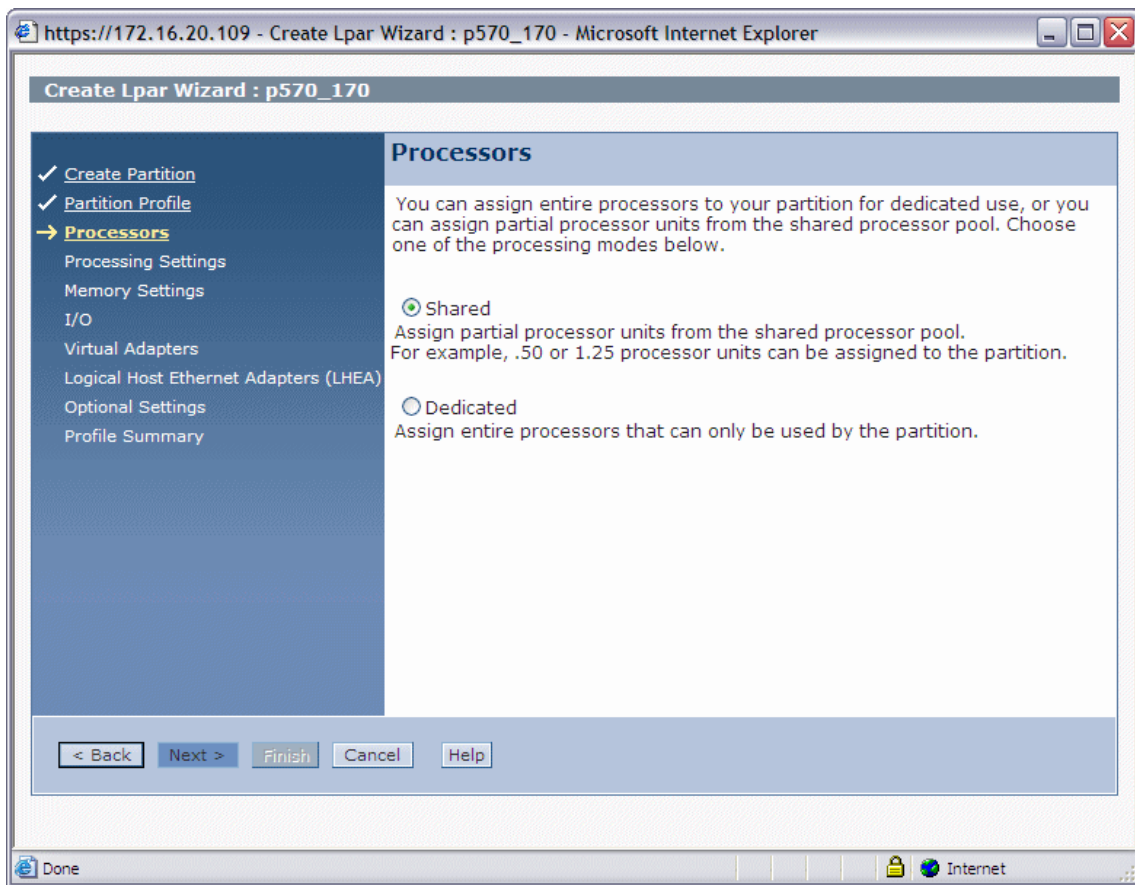 https://172.16.20.109 - Create Lpar Wizard : p570_170 - Microsoft Internet Explorer
Create Lpar Wizard : p570_170
Create Partition
Partition Profile
Processors
Processing Settings
Memory Settings
I/O
Virtual Adapters
Logical Host Ethernet Adapters (LHEA)
Optional Settings
Profile Summary
Processors
You can assign entire processors to your partition for dedicated use, or you
can assign partial processor units from the shared processor pool. Choose
one of the processing modes below.
Shared
Assign partial processor units from the shared processor pool.
For example, .50 or 1.25 processor units can be assigned to the partition.
Dedicated
Assign entire processors that can only be used by the partition.
< Back Next > Finish Cancel Help
Done Internet